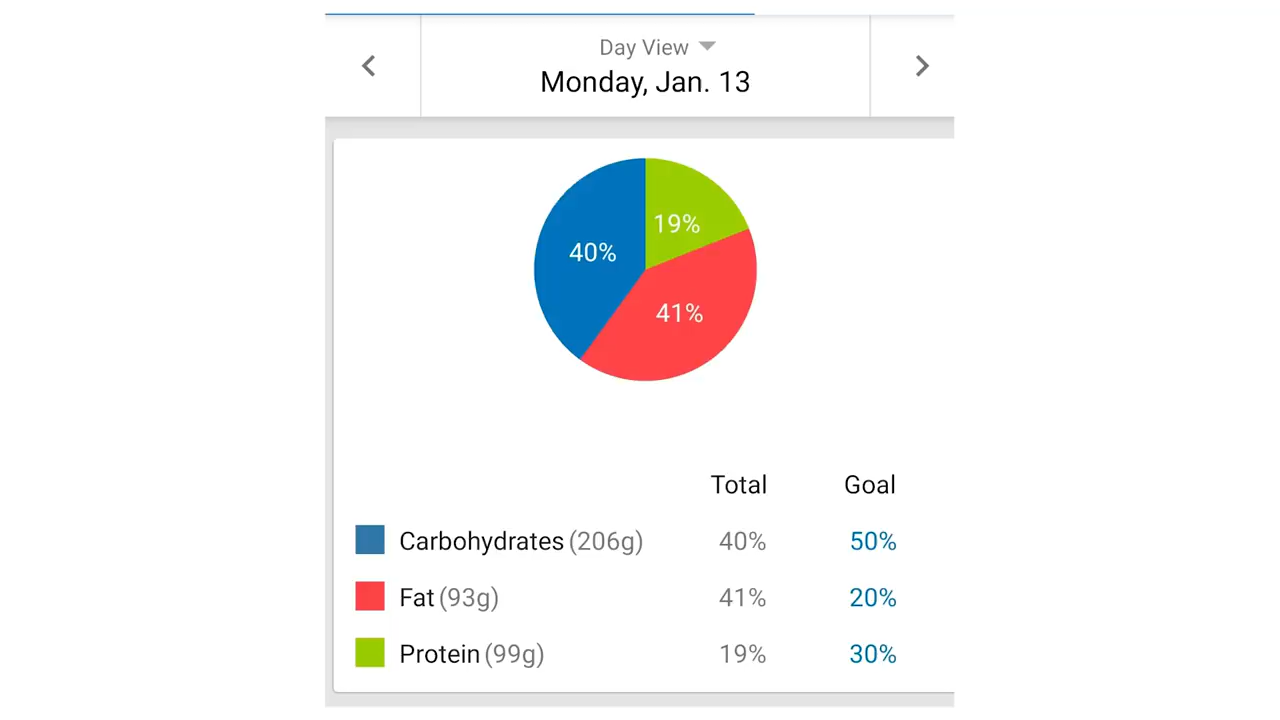 Day View
Monday, Jan. 13
19%
40%
41%
Total Goal
Carbohydrates (206g) 40% 50%
Fat (93g) 41% 20%
Protein (99g) 19% 30%